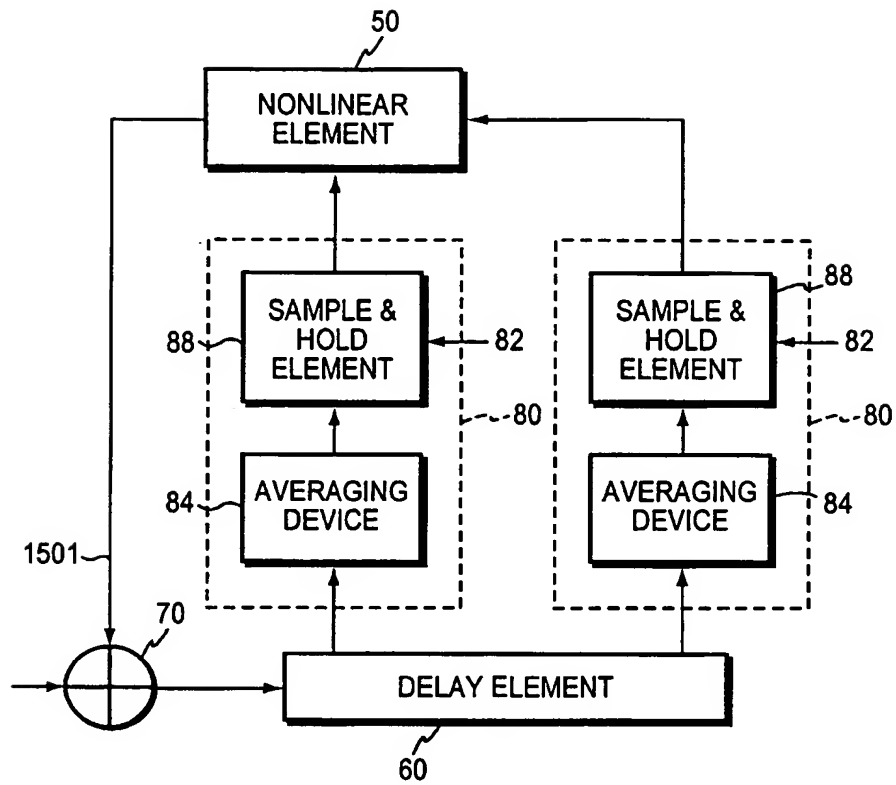 50
NONLINEAR
ELEMENT
SAMPLE &
HOLD
ELEMENT
88
82
80
AVERAGING
DEVICE
84
SAMPLE &
HOLD
ELEMENT
88
82
80
AVERAGING
DEVICE
84
1501
70
DELAY ELEMENT
60